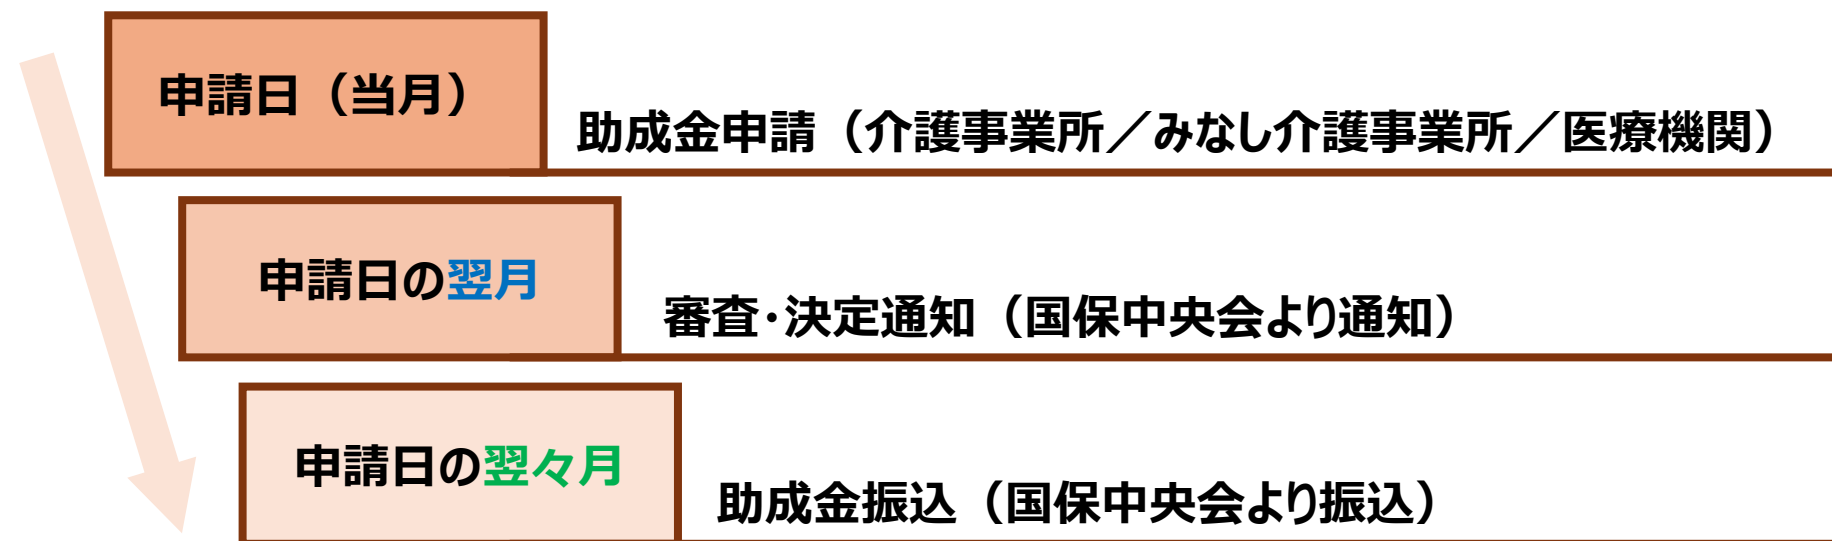 申請日（当月）
助成金申請（介護事業所／みなし介護事業所／医療機関）
申請日の翌月
審査・決定通知（国保中央会より通知）
申請日の翌々月
助成金振込（国保中央会より振込）